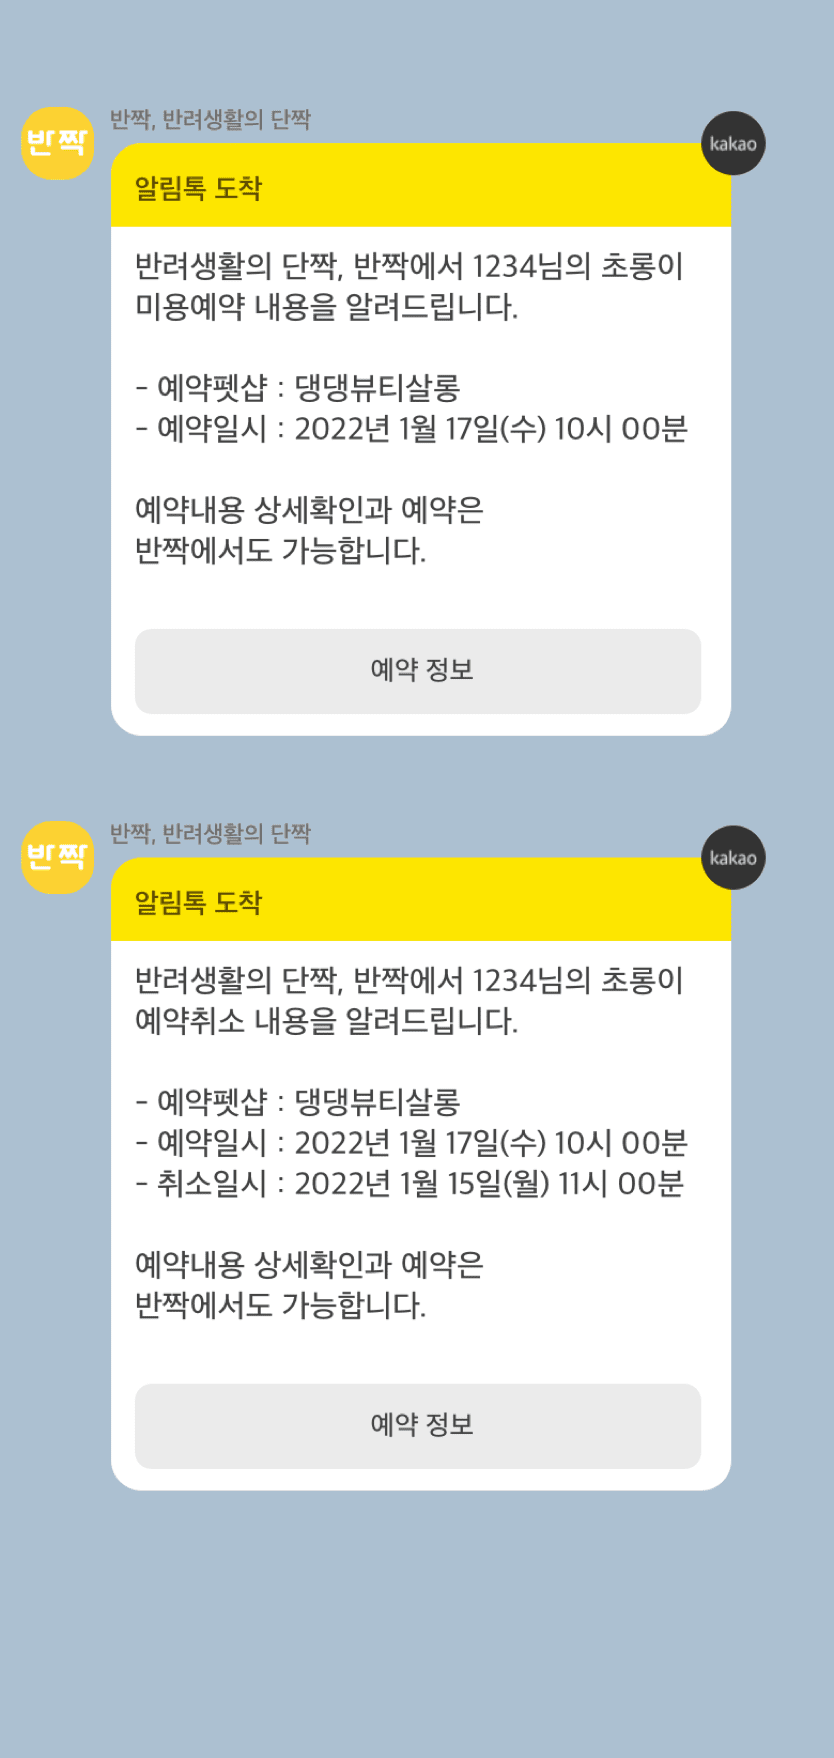 반짝, 반려생활의 단짝
반짝
kakao
알림톡 도착
반려생활의 단짝, 반짝에서 1234님의 초롱이
미용예약 내용을 알려드립니다.
- 예약펫샵 : 댕댕뷰티살롱
- 예약일시 : 2022년 1월 17일(수) 10시 00분
예약내용 상세확인과 예약은
반짝에서도 가능합니다.
예약 정보
반짝, 반려생활의 단짝
반짝
kakao
알림톡 도착
반려생활의 단짝, 반짝에서 1234님의 초롱이
예약취소 내용을 알려드립니다.
- 예약펫샵 : 댕댕뷰티살롱
- 예약일시 : 2022년 1월 17일(수) 10시 00분
- 취소일시 : 2022년 1월 15일(월) 11시 00분
예약내용 상세확인과 예약은
반짝에서도 가능합니다.
예약 정보